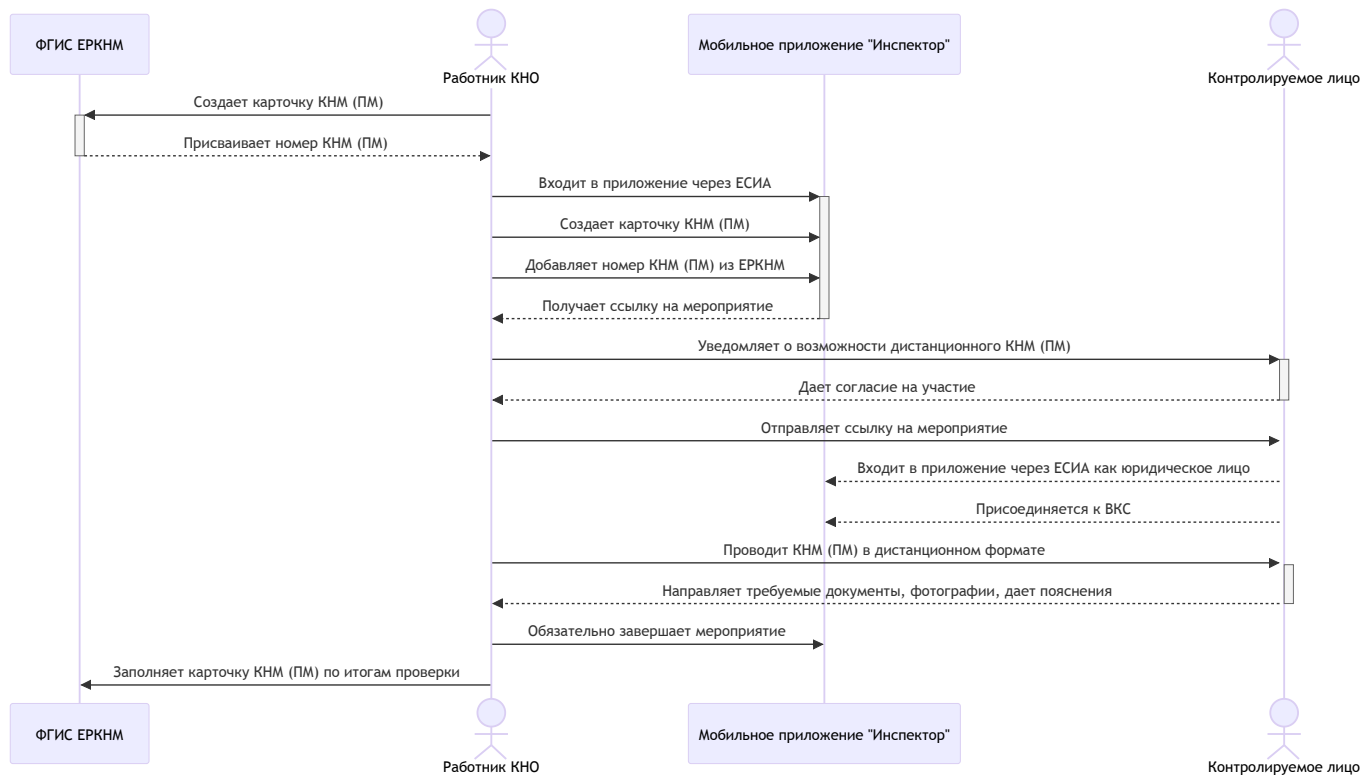 ФГИС ЕРКНМ
Работник КНО
Мобильное приложение "Инспектор"
Контролируемое лицо
Создает карточку КНМ (ПМ)
Присваивает номер КНМ (ПМ)
Входит в приложение через ЕСИА
Создает карточку КНМ (ПМ)
Добавляет номер КНМ (ПМ) из ЕРКНМ
Получает ссылку на мероприятие
Уведомляет о возможности дистанционного КНМ (ПМ)
Дает согласие на участие
Отправляет ссылку на мероприятие
Входит в приложение через ЕСИА как юридическое лицо
Присоединяется к ВКС
Проводит КНМ (ПМ) в дистанционном формате
Направляет требуемые документы, фотографии, дает пояснения
Обязательно завершает мероприятие
Заполняет карточку КНМ (ПМ) по итогам проверки
ФГИС ЕРКНМ
Работник КНО
Мобильное приложение "Инспектор"
Контролируемое лицо